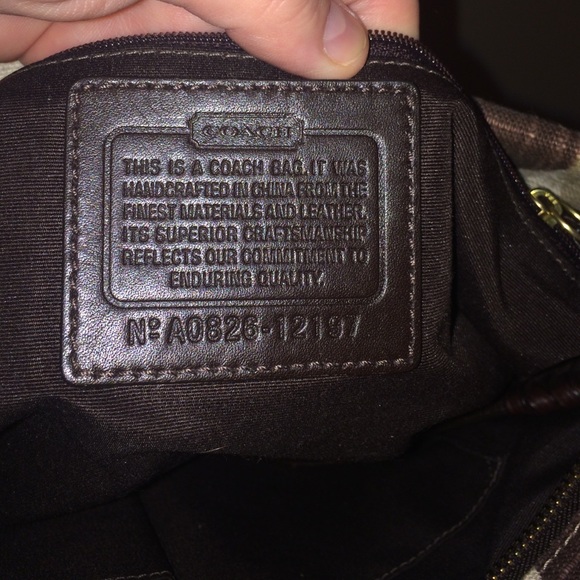 COACH
THIS IS A COACH BAG. IT WAS
HANDCRAFTED IN CHINA FROM THE
FINEST MATERIALS AND LEATHER.
ITS SUPERIOR CRAFTSMANSHIP
REFLECTS OUR COMMITMENT TO
ENDURING QUALITY.
Nº A0826-12197